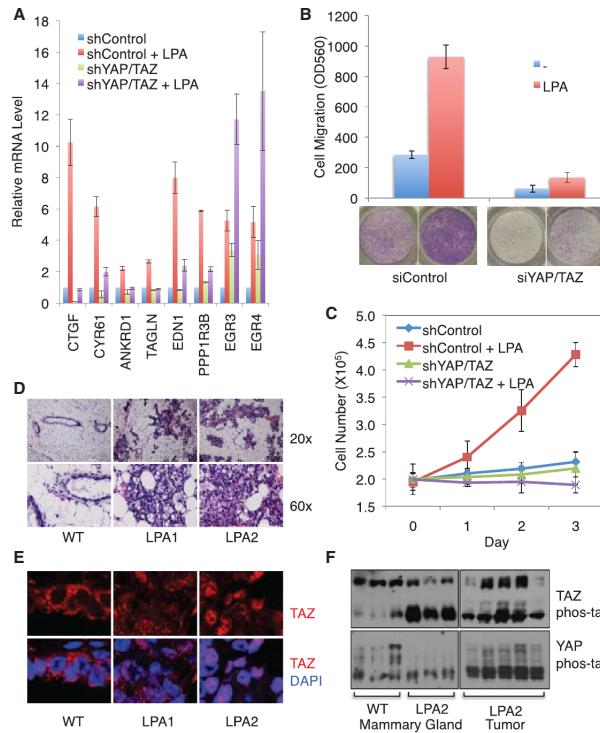 A
18
16
14
12
10
8
6
4
2
0
Relative mRNA Level
shControl
shControl + LPA
shYAP/TAZ
shYAP/TAZ + LPA
CTGF
CYR61
ANKRD1
TAGLN
EDN1
PPP1R3B
EGR3
EGR4
B
1200
1000
800
600
400
200
0
Cell Migration (OD560)
-
LPA
siControl
siYAP/TAZ
C
5.0
4.5
4.0
3.5
3.0
2.5
2.0
1.5
Cell Number (X10⁵)
shControl
shControl + LPA
shYAP/TAZ
shYAP/TAZ + LPA
0 1 2 3
Day
D
20x
60x
WT LPA1 LPA2
E
TAZ
TAZ
DAPI
WT LPA1 LPA2
F
TAZ
phos-ta
YAP
phos-ta
WT LPA2 LPA2
Mammary Gland Tumor